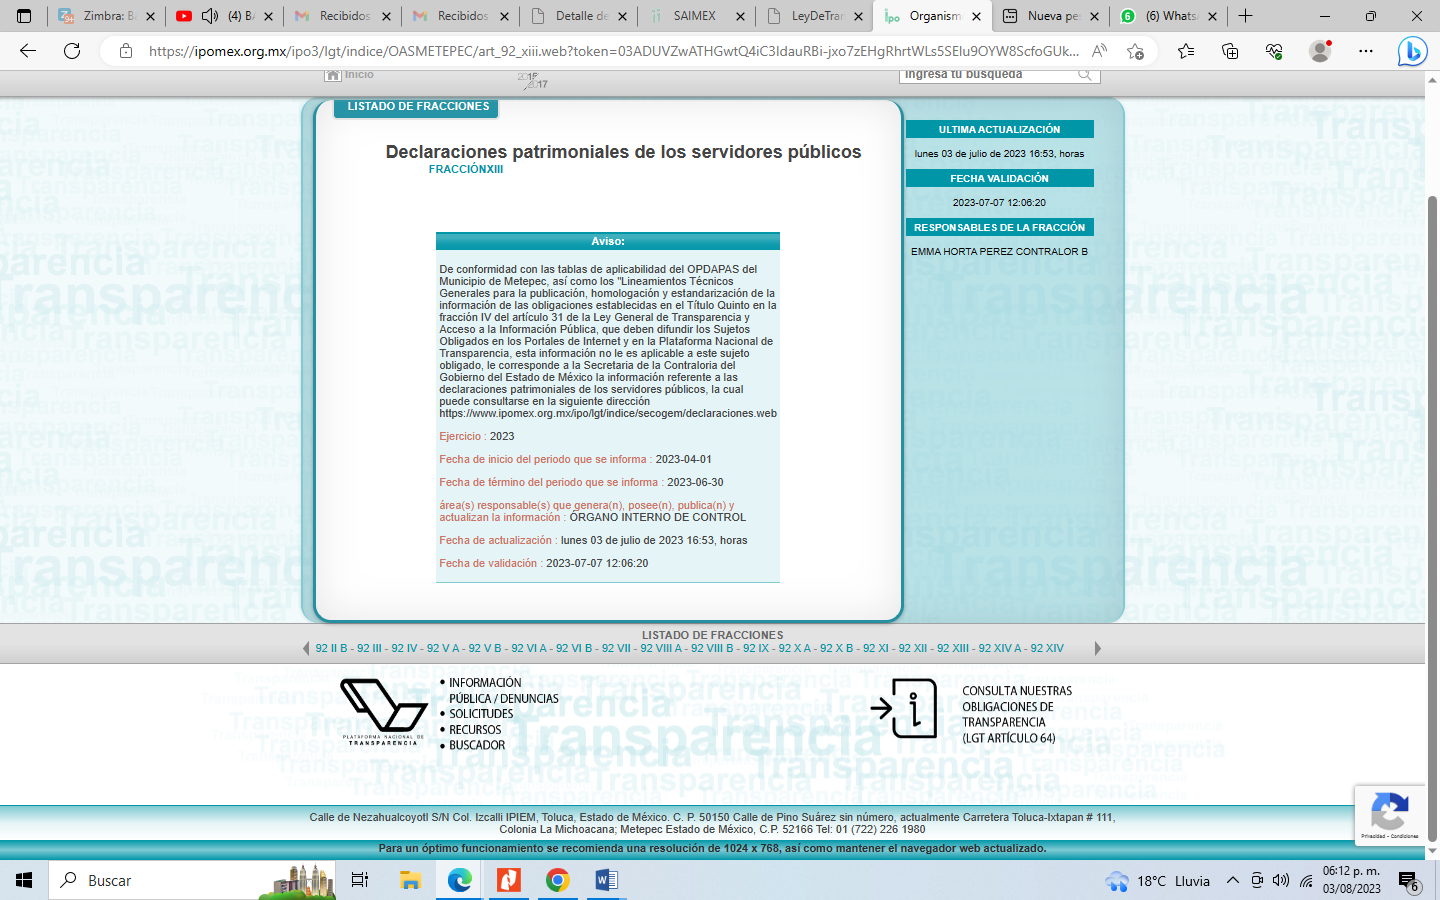 Zimbra: Ba
(4) BA
Recibidos
Recibidos
Detalle de
SAIMEX
LeyDeTran
Organism
Nueva pes
(6) Whats
https://ipomex.org.mx/ipo3/lgt/indice/OASMETEPEC/art_92_xiii.web?token=03ADUVZwATHGwtQ4iC3IdauRBi-jxo7zEHgRhrtWLs5SElu9OYW8ScfoGUk...
Inicio
2017
Ingresa tu búsqueda
LISTADO DE FRACCIONES
Declaraciones patrimoniales de los servidores públicos
FRACCIÓNXIII
Aviso:
De conformidad con las tablas de aplicabilidad del OPDAPAS del
Municipio de Metepec, así como los "Lineamientos Técnicos
Generales para la publicación, homologación y estandarización de la
información de las obligaciones establecidas en el Título Quinto en la
fracción IV del artículo 31 de la Ley General de Transparencia y
Acceso a la Información Pública, que deben difundir los Sujetos
Obligados en los Portales de Internet y en la Plataforma Nacional de
Transparencia, esta información no le es aplicable a este sujeto
obligado, le corresponde a la Secretaria de la Contraloria del
Gobierno del Estado de México la información referente a las
declaraciones patrimoniales de los servidores públicos, la cual
puede consultarse en la siguiente dirección
https://www.ipomex.org.mx/ipo/lgt/indice/secogem/declaraciones.web
Ejercicio : 2023
Fecha de inicio del periodo que se informa : 2023-04-01
Fecha de término del periodo que se informa : 2023-06-30
área(s) responsable(s) que genera(n), posee(n), publica(n) y
actualizan la información : ÓRGANO INTERNO DE CONTROL
Fecha de actualización : lunes 03 de julio de 2023 16:53, horas
Fecha de validación : 2023-07-07 12:06:20
ULTIMA ACTUALIZACIÓN
lunes 03 de julio de 2023 16:53, horas
FECHA VALIDACIÓN
2023-07-07 12:06:20
RESPONSABLES DE LA FRACCIÓN
EMMA HORTA PEREZ CONTRALOR B
LISTADO DE FRACCIONES
92 II B - 92 III - 92 IV - 92 V A - 92 V B - 92 VI A - 92 VI B - 92 VII - 92 VIII A - 92 VIII B - 92 IX - 92 X A - 92 X B - 92 XI - 92 XII - 92 XIII - 92 XIV A - 92 XIV
PLATAFORMA NACIONAL DE
TRANSPARENCIA
• INFORMACIÓN
PÚBLICA / DENUNCIAS
• SOLICITUDES
• RECURSOS
• BUSCADOR
CONSULTA NUESTRAS
OBLIGACIONES DE
TRANSPARENCIA
(LGT ARTÍCULO 64)
Calle de Nezahualcoyotl S/N Col. Izcalli IPIEM, Toluca, Estado de México. C. P. 50150 Calle de Pino Suárez sin número, actualmente Carretera Toluca-Ixtapan # 111,
Colonia La Michoacana; Metepec Estado de México, C.P. 52166 Tel: 01 (722) 226 1980
Para un óptimo funcionamiento se recomienda una resolución de 1024 x 768, así como mantener el navegador web actualizado.
Privacidad - Condiciones
Buscar
18°C Lluvia
06:12 p. m.
03/08/2023
6